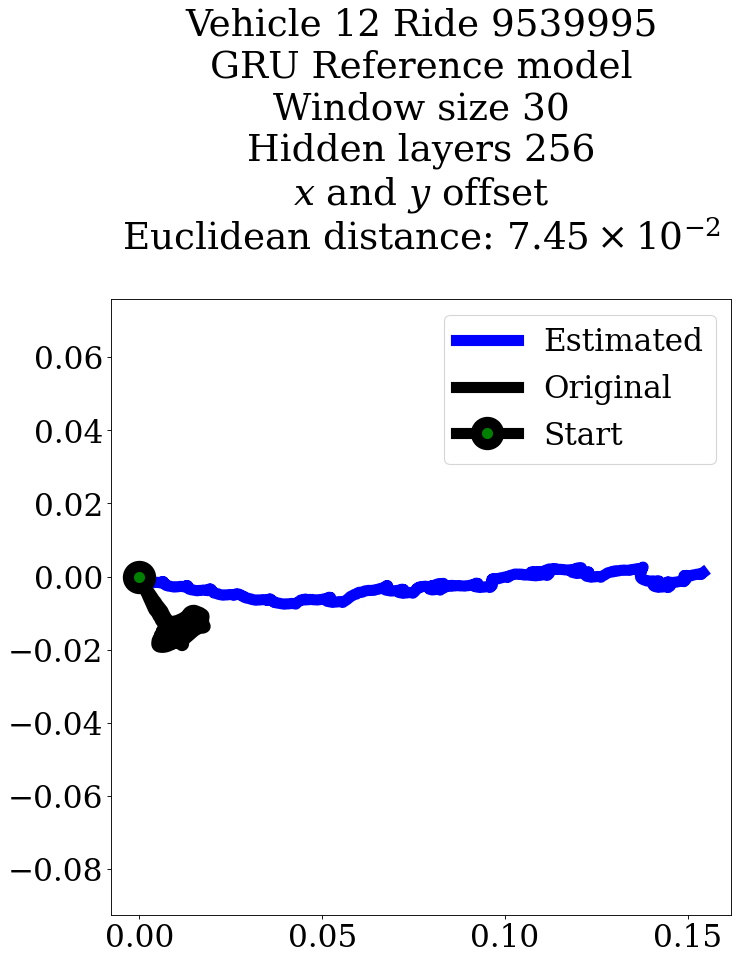 Vehicle 12 Ride 9539995
GRU Reference model
Window size 30
Hidden layers 256
x and y offset
Euclidean distance: 7.45 × 10⁻²
Estimated
Original
Start
0.06
0.04
0.02
0.00
−0.02
−0.04
−0.06
−0.08
0.00 0.05 0.10 0.15